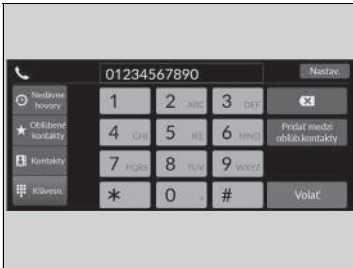 01234567890
Nastav.
Nedávne
hovory
1
2 ABC
3 DEF
Obľúbené
kontakty
4 GHI
5 JKL
6 MNO
Pridať medzi
obľúb.kontakty
Kontakty
7 PQRS
8 TUV
9 WXYZ
Klávesn.
*
0 +
#
Volať